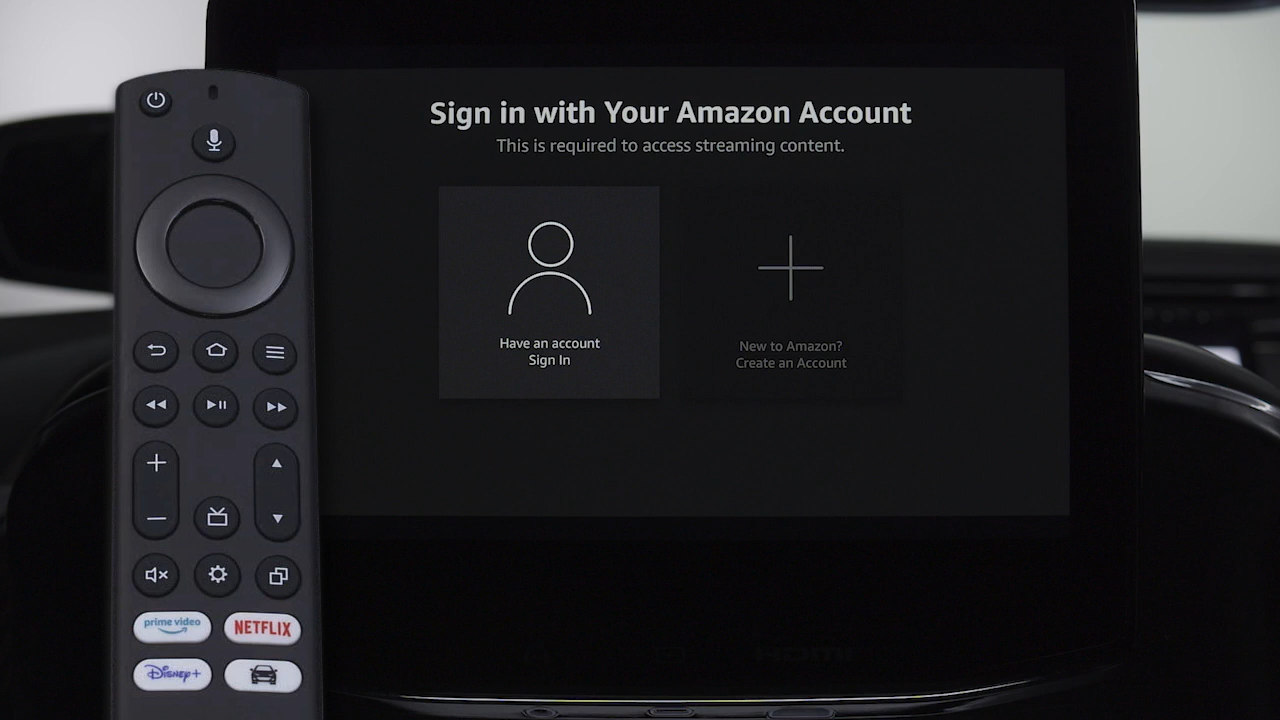 Sign in with Your Amazon Account
This is required to access streaming content.
Have an account
Sign In
New to Amazon?
Create an Account
prime video
NETFLIX
Disney+
HDMI